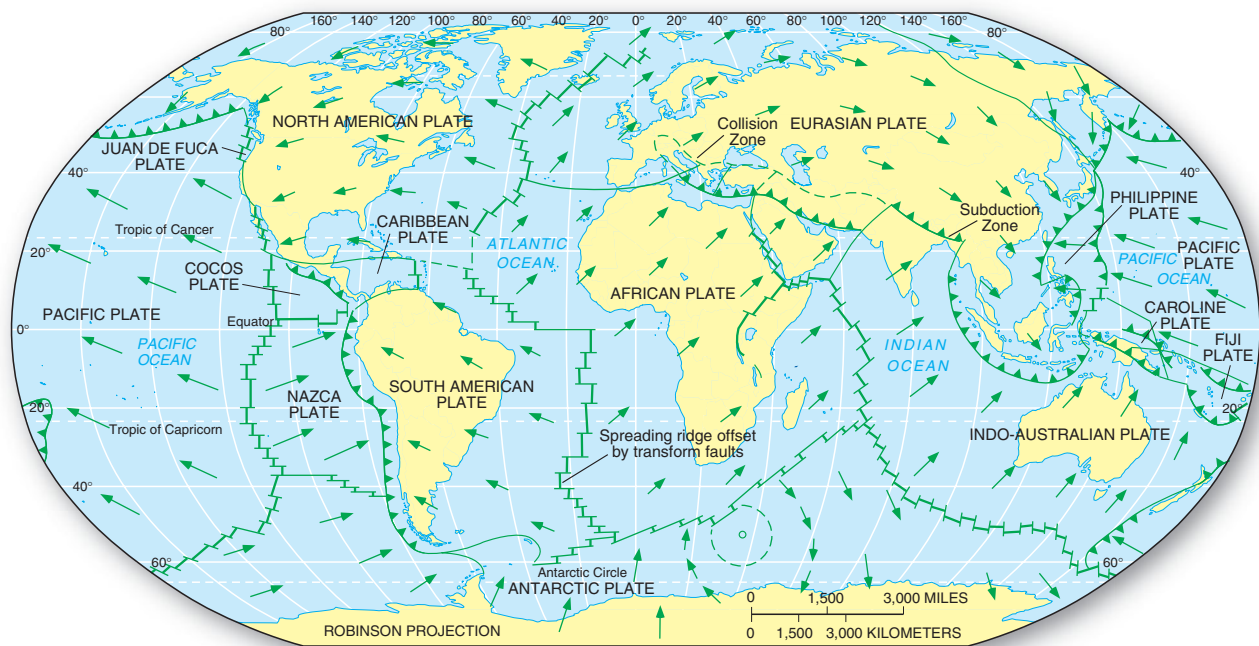 160° 140° 120° 100° 80° 60° 40° 20° 0° 20° 40° 60° 80° 100° 120° 140° 160°
80° 80°
NORTH AMERICAN PLATE
Collision
Zone
EURASIAN PLATE
JUAN DE FUCA
PLATE
40° 40°
PHILIPPINE
PLATE
Subduction
Zone
CARIBBEAN
PLATE
Tropic of Cancer
ATLANTIC
OCEAN
20°
PACIFIC
PLATE
PACIFIC
OCEAN
COCOS
PLATE
AFRICAN PLATE
CAROLINE
PLATE
PACIFIC PLATE
Equator
0° 0°
PACIFIC
OCEAN
INDIAN
OCEAN
FIJI
PLATE
NAZCA
PLATE
SOUTH AMERICAN
PLATE
20° 20°
Tropic of Capricorn
Spreading ridge offset
by transform faults
INDO-AUSTRALIAN PLATE
40° 40°
60° 60°
Antarctic Circle
ANTARCTIC PLATE
0 1,500 3,000 MILES
0 1,500 3,000 KILOMETERS
ROBINSON PROJECTION